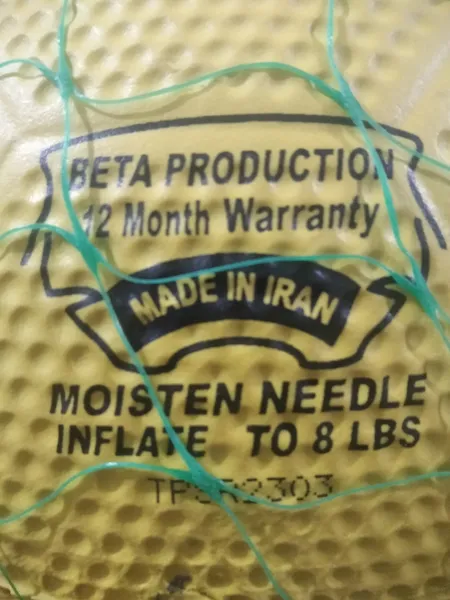 BETA PRODUCTION
12 Month Warranty
MADE IN IRAN
MOISTEN NEEDLE
INFLATE TO 8 LBS